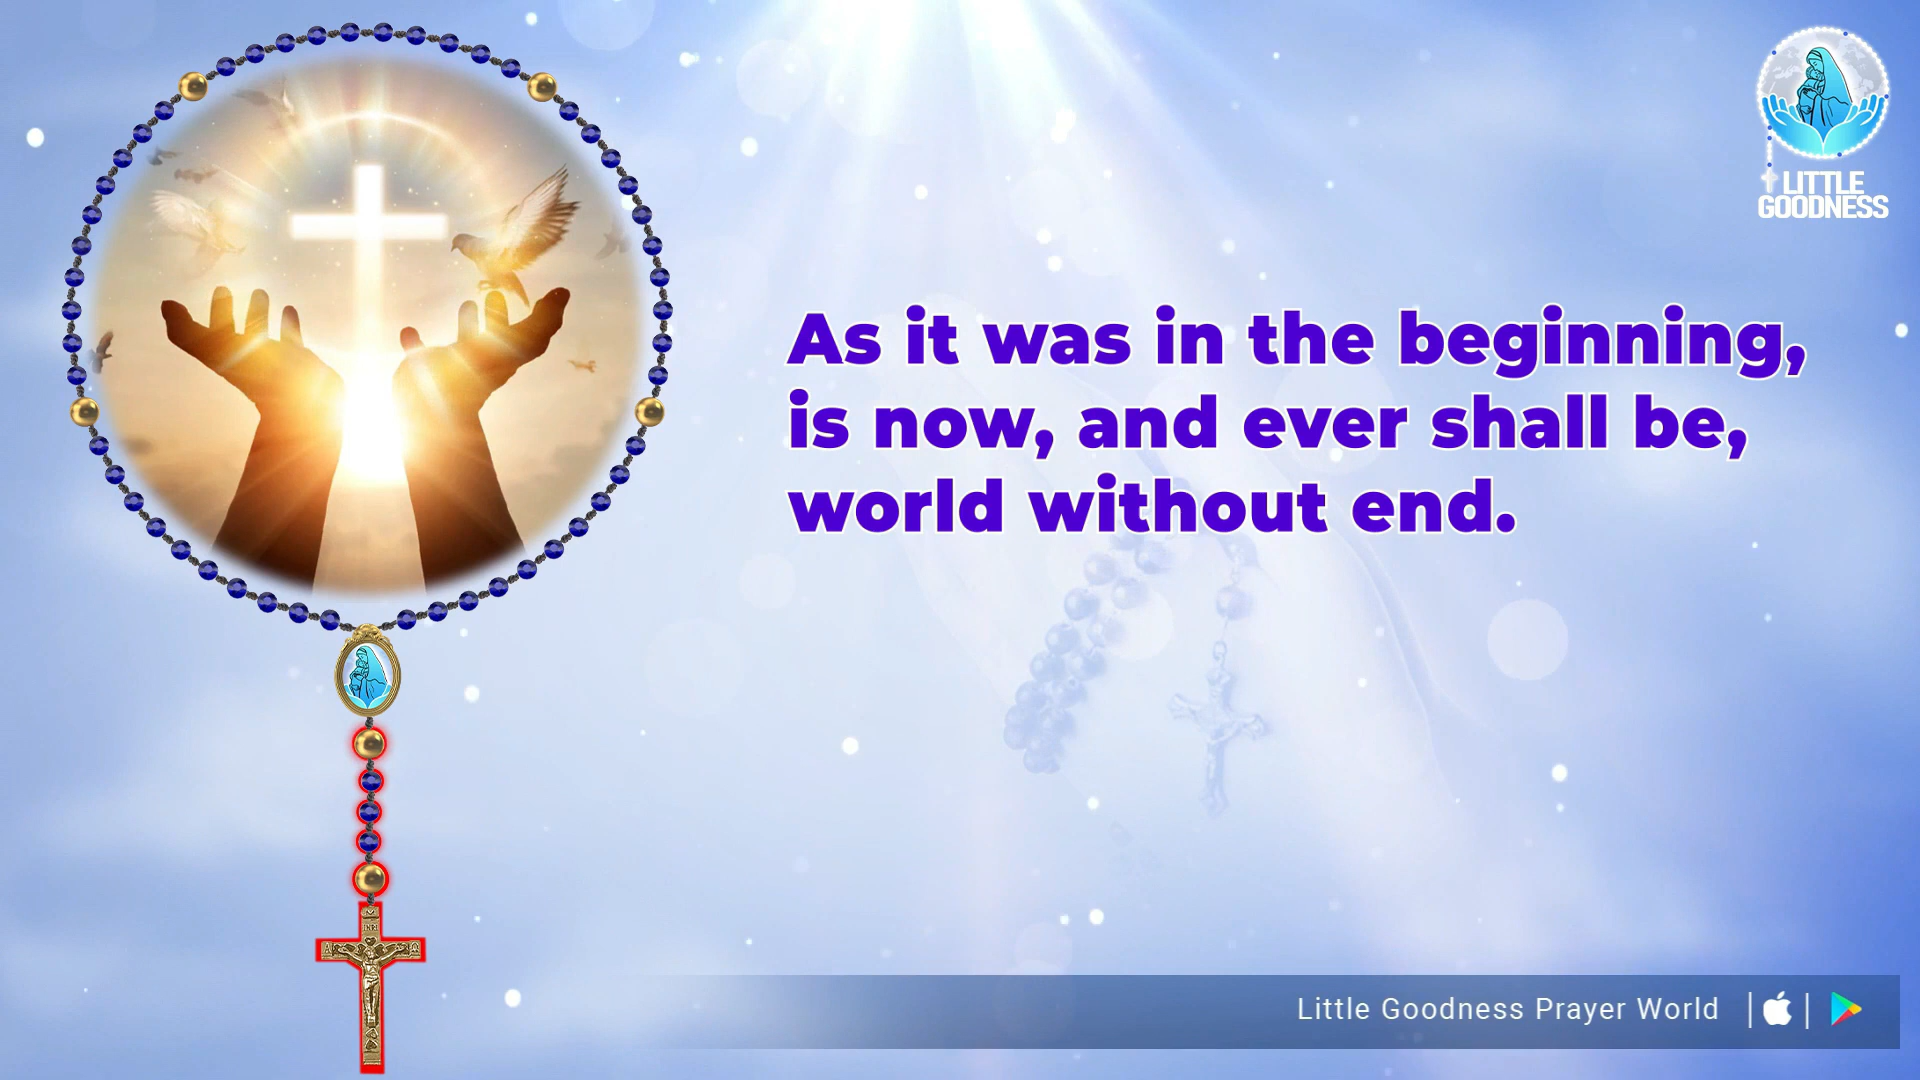 LITTLE
GOODNESS
As it was in the beginning,
is now, and ever shall be,
world without end.
INRI
A Ω
Little Goodness Prayer World